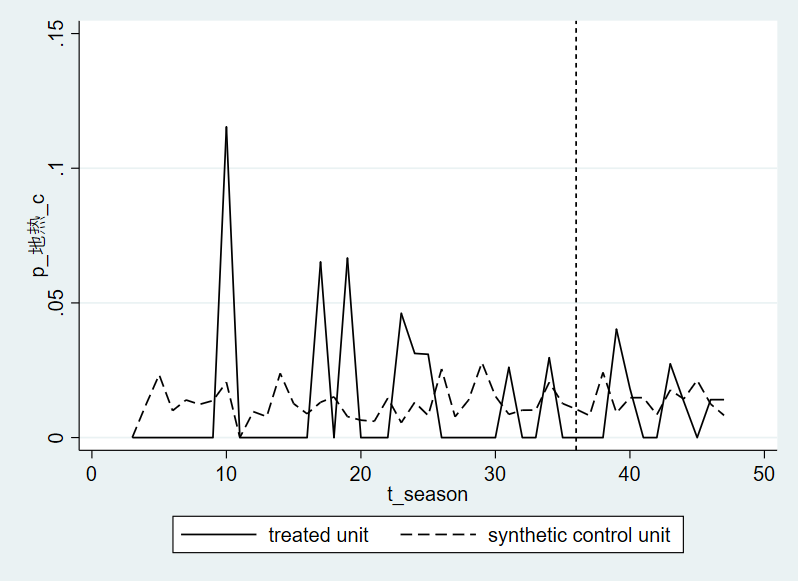 .15
.1
.05
0
p_地热_c
0 10 20 30 40 50
t_season
treated unit synthetic control unit